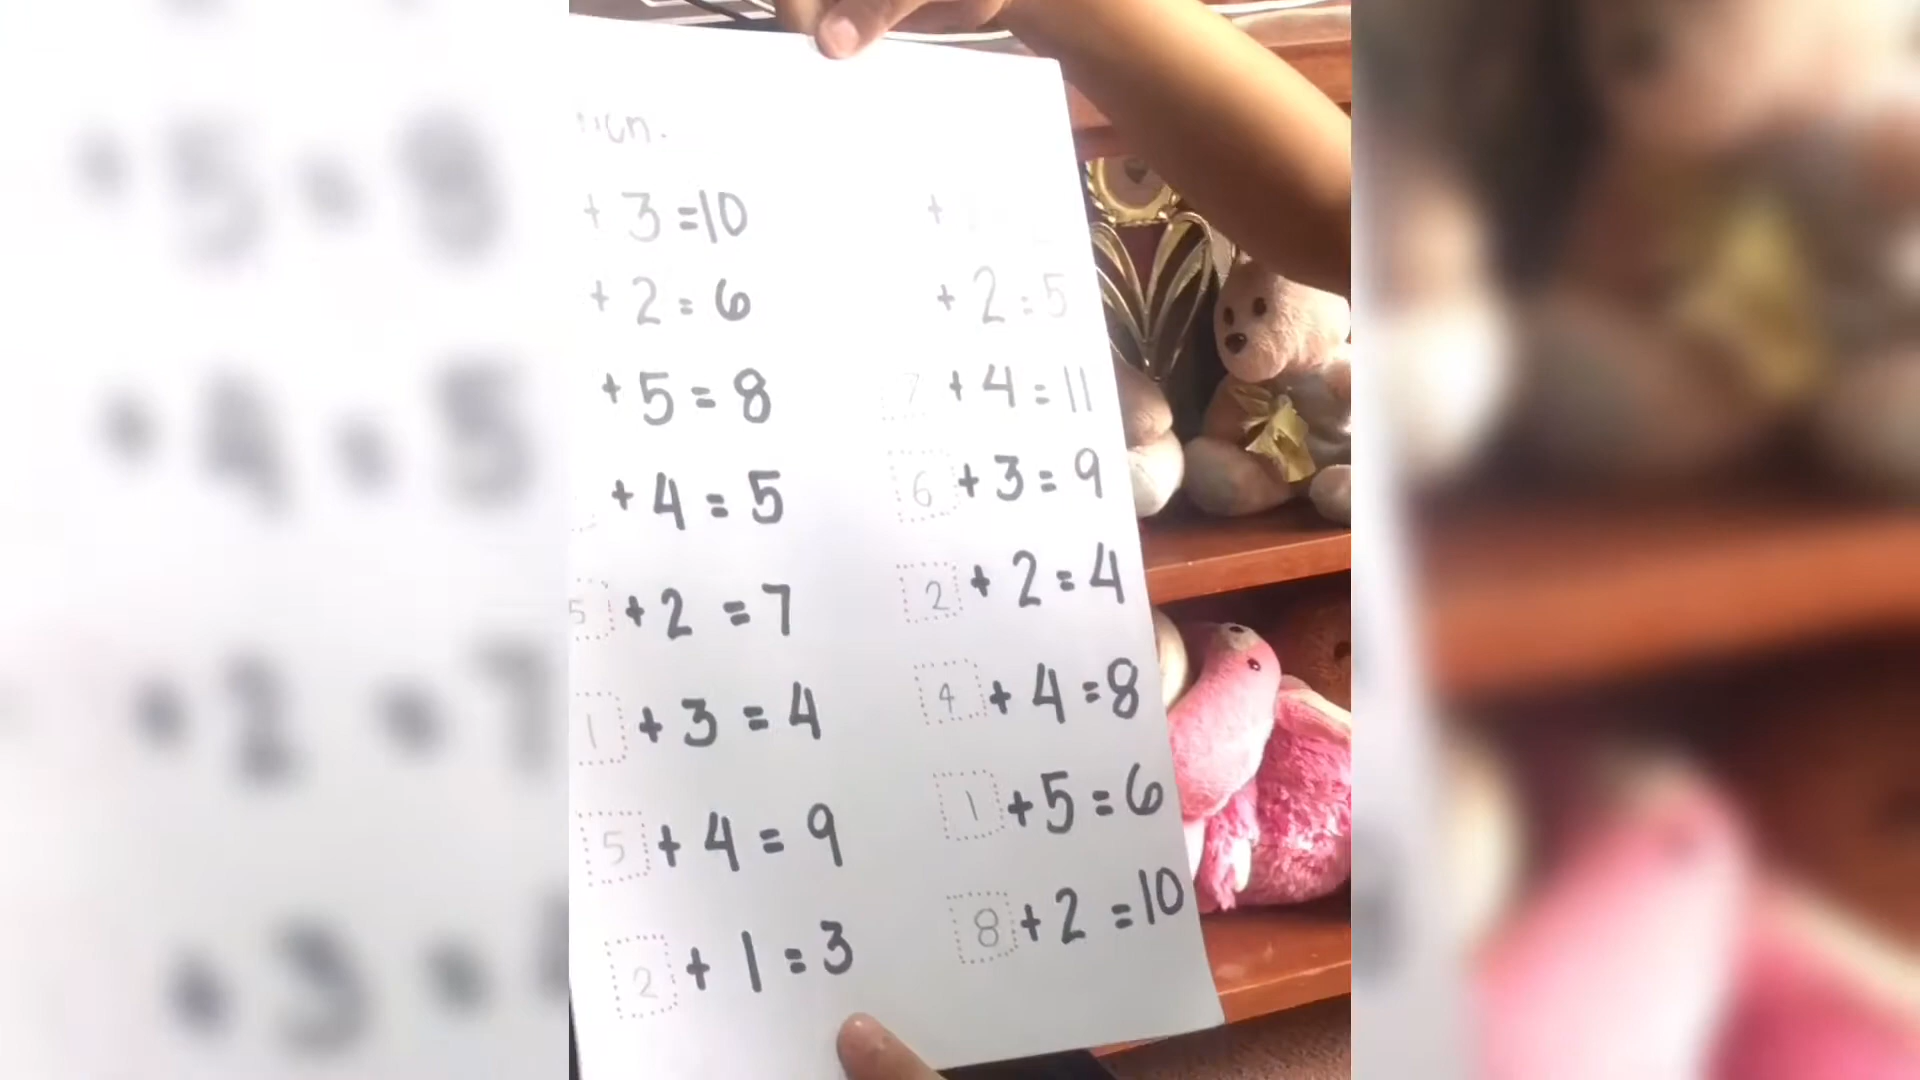 + 3 = 10
+ 2 = 6
+ 5 = 8
+ 4 = 5
5 + 2 = 7
1 + 3 = 4
5 + 4 = 9
2 + 1 = 3
+
+ 2 = 5
7 + 4 = 11
6 + 3 = 9
2 + 2 = 4
4 + 4 = 8
1 + 5 = 6
8 + 2 = 10